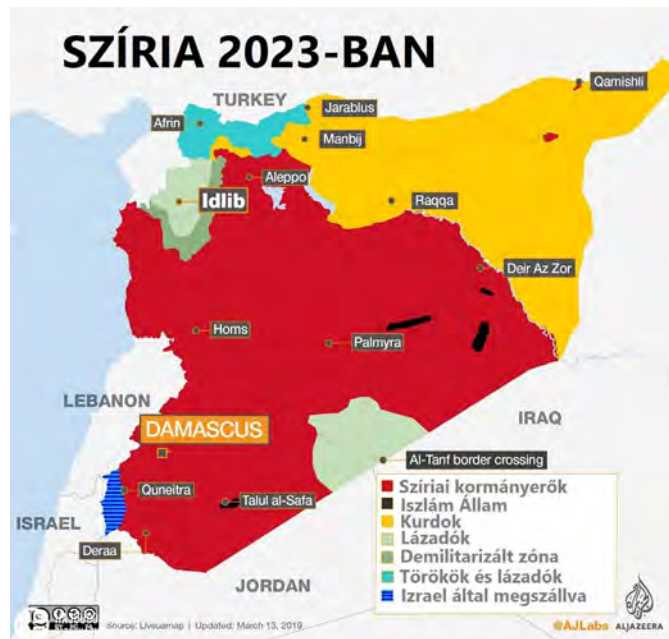 SZÍRIA 2023-BAN
TURKEY
Qamishli
Jarablus
Afrin
Manbij
Aleppo
Idlib
Raqqa
Deir Az Zor
Homs
Palmyra
LEBANON
IRAQ
DAMASCUS
Al-Tanf border crossing
Quneitra
Talul al-Safa
ISRAEL
Deraa
JORDAN
Szíriai kormányerők
Iszlám Állam
Kurdok
Lázadók
Demilitarizált zóna
Törökök és lázadók
Izrael által megszállva
Source: Liveuamap | Updated: March 13, 2019
@AJLabs
ALJAZEERA